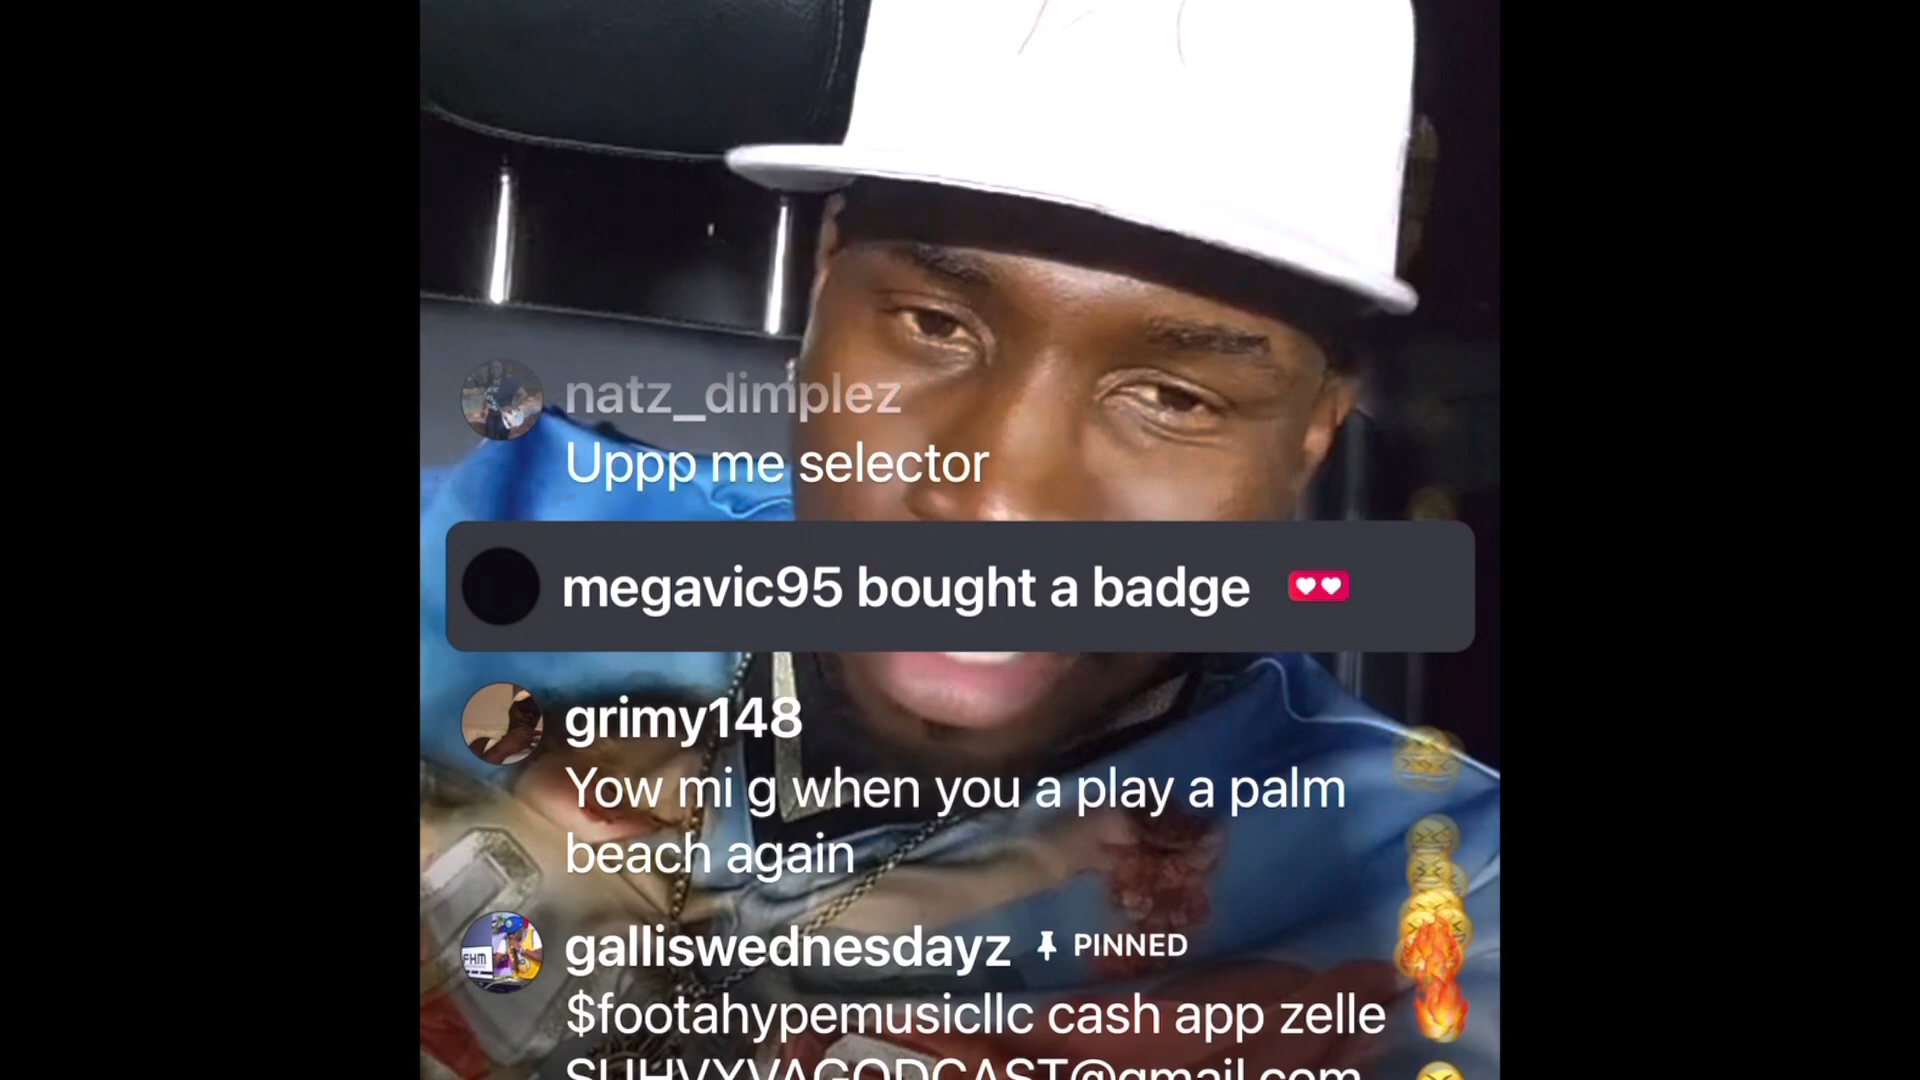 natz_dimplez
Uppp me selector
megavic95 bought a badge
grimy148
Yow mi g when you a play a palm
beach again
FHM
galliswednesdayz PINNED
$footahypemusicllc cash app zelle